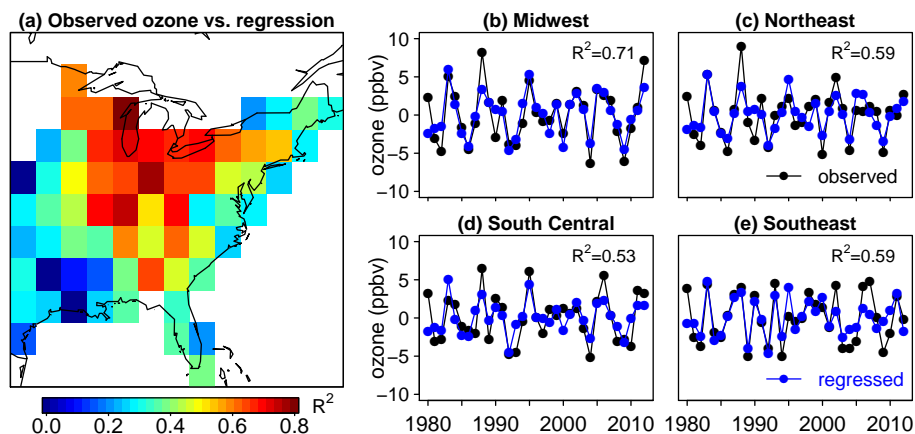 (a) Observed ozone vs. regression
(b) Midwest
(c) Northeast
10
5
0
−5
−10
ozone (ppbv)
R²=0.71
R²=0.59
observed
(d) South Central
(e) Southeast
10
5
0
−5
−10
ozone (ppbv)
R²=0.53
R²=0.59
regressed
R²
0.0 0.2 0.4 0.6 0.8
1980 1990 2000 2010
1980 1990 2000 2010